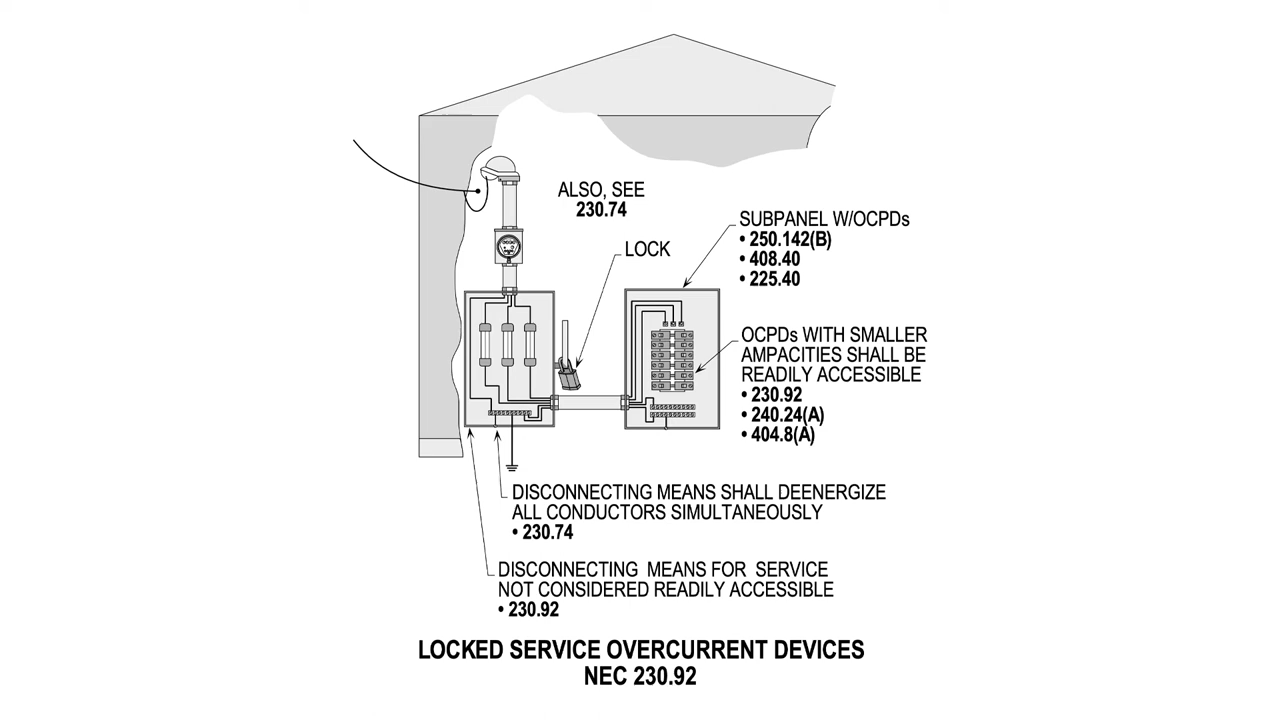 ALSO, SEE
230.74
LOCK
SUBPANEL W/OCPDs
• 250.142(B)
• 408.40
• 225.40
OCPDs WITH SMALLER
AMPACITIES SHALL BE
READILY ACCESSIBLE
• 230.92
• 240.24(A)
• 404.8(A)
DISCONNECTING MEANS SHALL DEENERGIZE
ALL CONDUCTORS SIMULTANEOUSLY
• 230.74
DISCONNECTING MEANS FOR SERVICE
NOT CONSIDERED READILY ACCESSIBLE
• 230.92
LOCKED SERVICE OVERCURRENT DEVICES
NEC 230.92